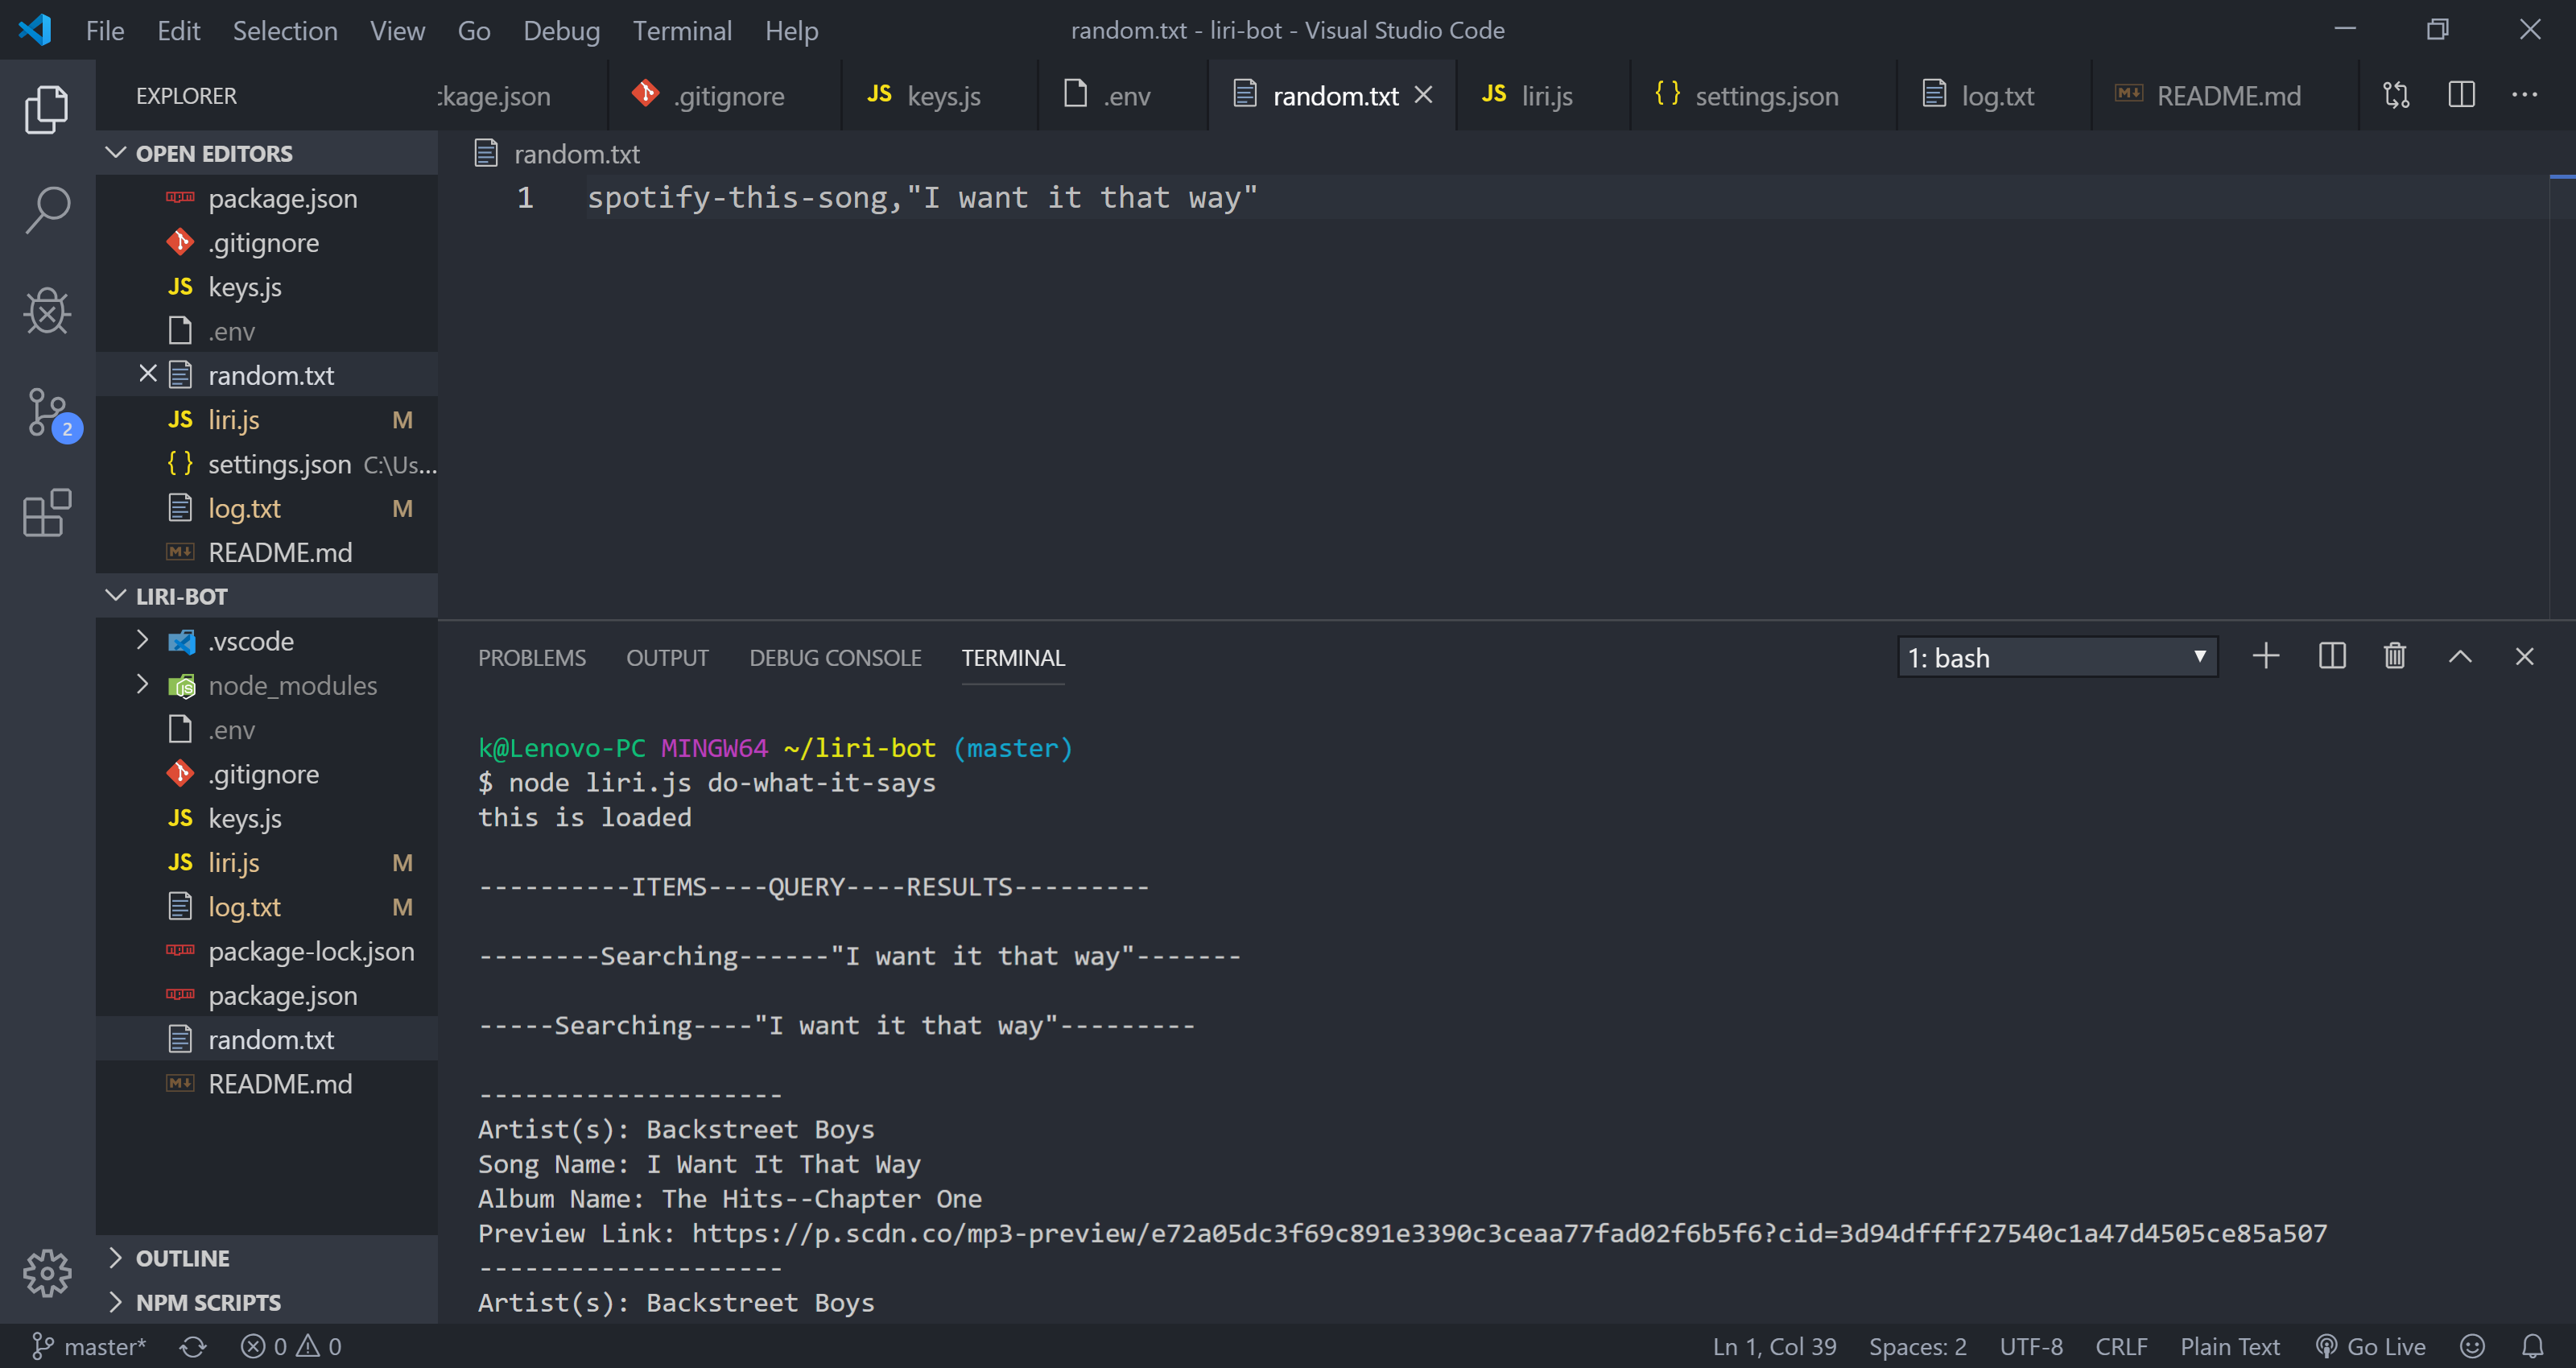 File Edit Selection View Go Debug Terminal Help random.txt - liri-bot - Visual Studio Code
EXPLORER
ckage.json .gitignore JS keys.js .env random.txt JS liri.js {} settings.json log.txt README.md
OPEN EDITORS
package.json
.gitignore
JS keys.js
.env
random.txt
JS liri.js M
{} settings.json C:\Us...
log.txt M
README.md
LIRI-BOT
.vscode
node_modules
.env
.gitignore
JS keys.js
JS liri.js M
log.txt M
package-lock.json
package.json
random.txt
README.md
OUTLINE
NPM SCRIPTS
2
random.txt
1 spotify-this-song,"I want it that way"
PROBLEMS OUTPUT DEBUG CONSOLE TERMINAL 1: bash
k@Lenovo-PC MINGW64 ~/liri-bot (master)
$ node liri.js do-what-it-says
this is loaded
----------ITEMS----QUERY----RESULTS---------
--------Searching------"I want it that way"-------
-----Searching----"I want it that way"---------
--------------------
Artist(s): Backstreet Boys
Song Name: I Want It That Way
Album Name: The Hits--Chapter One
Preview Link: https://p.scdn.co/mp3-preview/e72a05dc3f69c891e3390c3ceaa77fad02f6b5f6?cid=3d94dffff27540c1a47d4505ce85a507
--------------------
Artist(s): Backstreet Boys
master* 0 0 Ln 1, Col 39 Spaces: 2 UTF-8 CRLF Plain Text Go Live